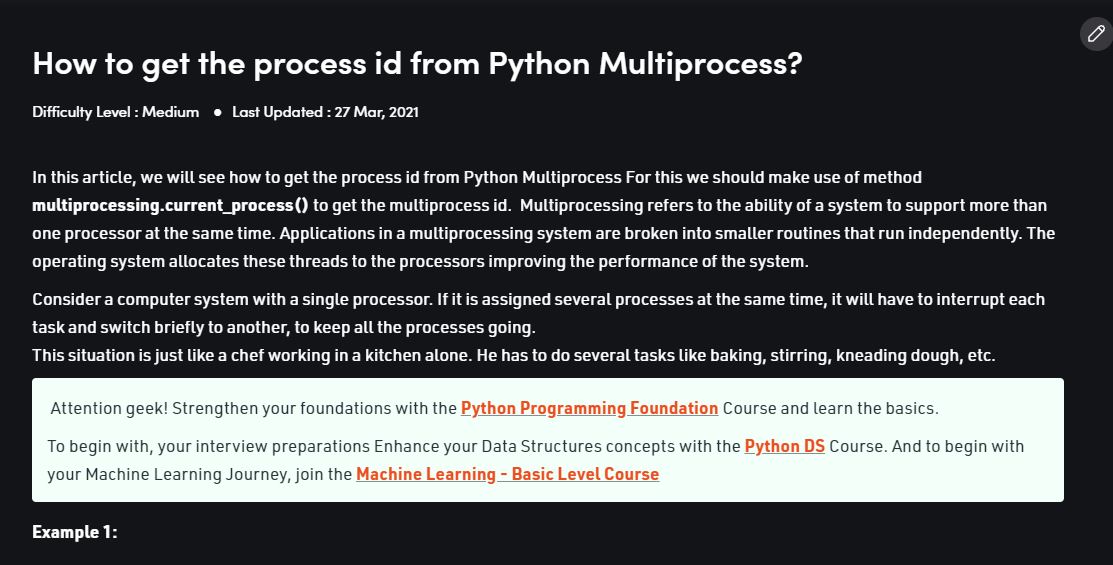 How to get the process id from Python Multiprocess?
Difficulty Level : Medium ● Last Updated : 27 Mar, 2021
In this article, we will see how to get the process id from Python Multiprocess For this we should make use of method
multiprocessing.current_process() to get the multiprocess id.  Multiprocessing refers to the ability of a system to support more than
one processor at the same time. Applications in a multiprocessing system are broken into smaller routines that run independently. The
operating system allocates these threads to the processors improving the performance of the system.
Consider a computer system with a single processor. If it is assigned several processes at the same time, it will have to interrupt each
task and switch briefly to another, to keep all the processes going.
This situation is just like a chef working in a kitchen alone. He has to do several tasks like baking, stirring, kneading dough, etc.
Attention geek! Strengthen your foundations with the Python Programming Foundation Course and learn the basics.
To begin with, your interview preparations Enhance your Data Structures concepts with the Python DS Course. And to begin with
your Machine Learning Journey, join the Machine Learning - Basic Level Course
Example 1: